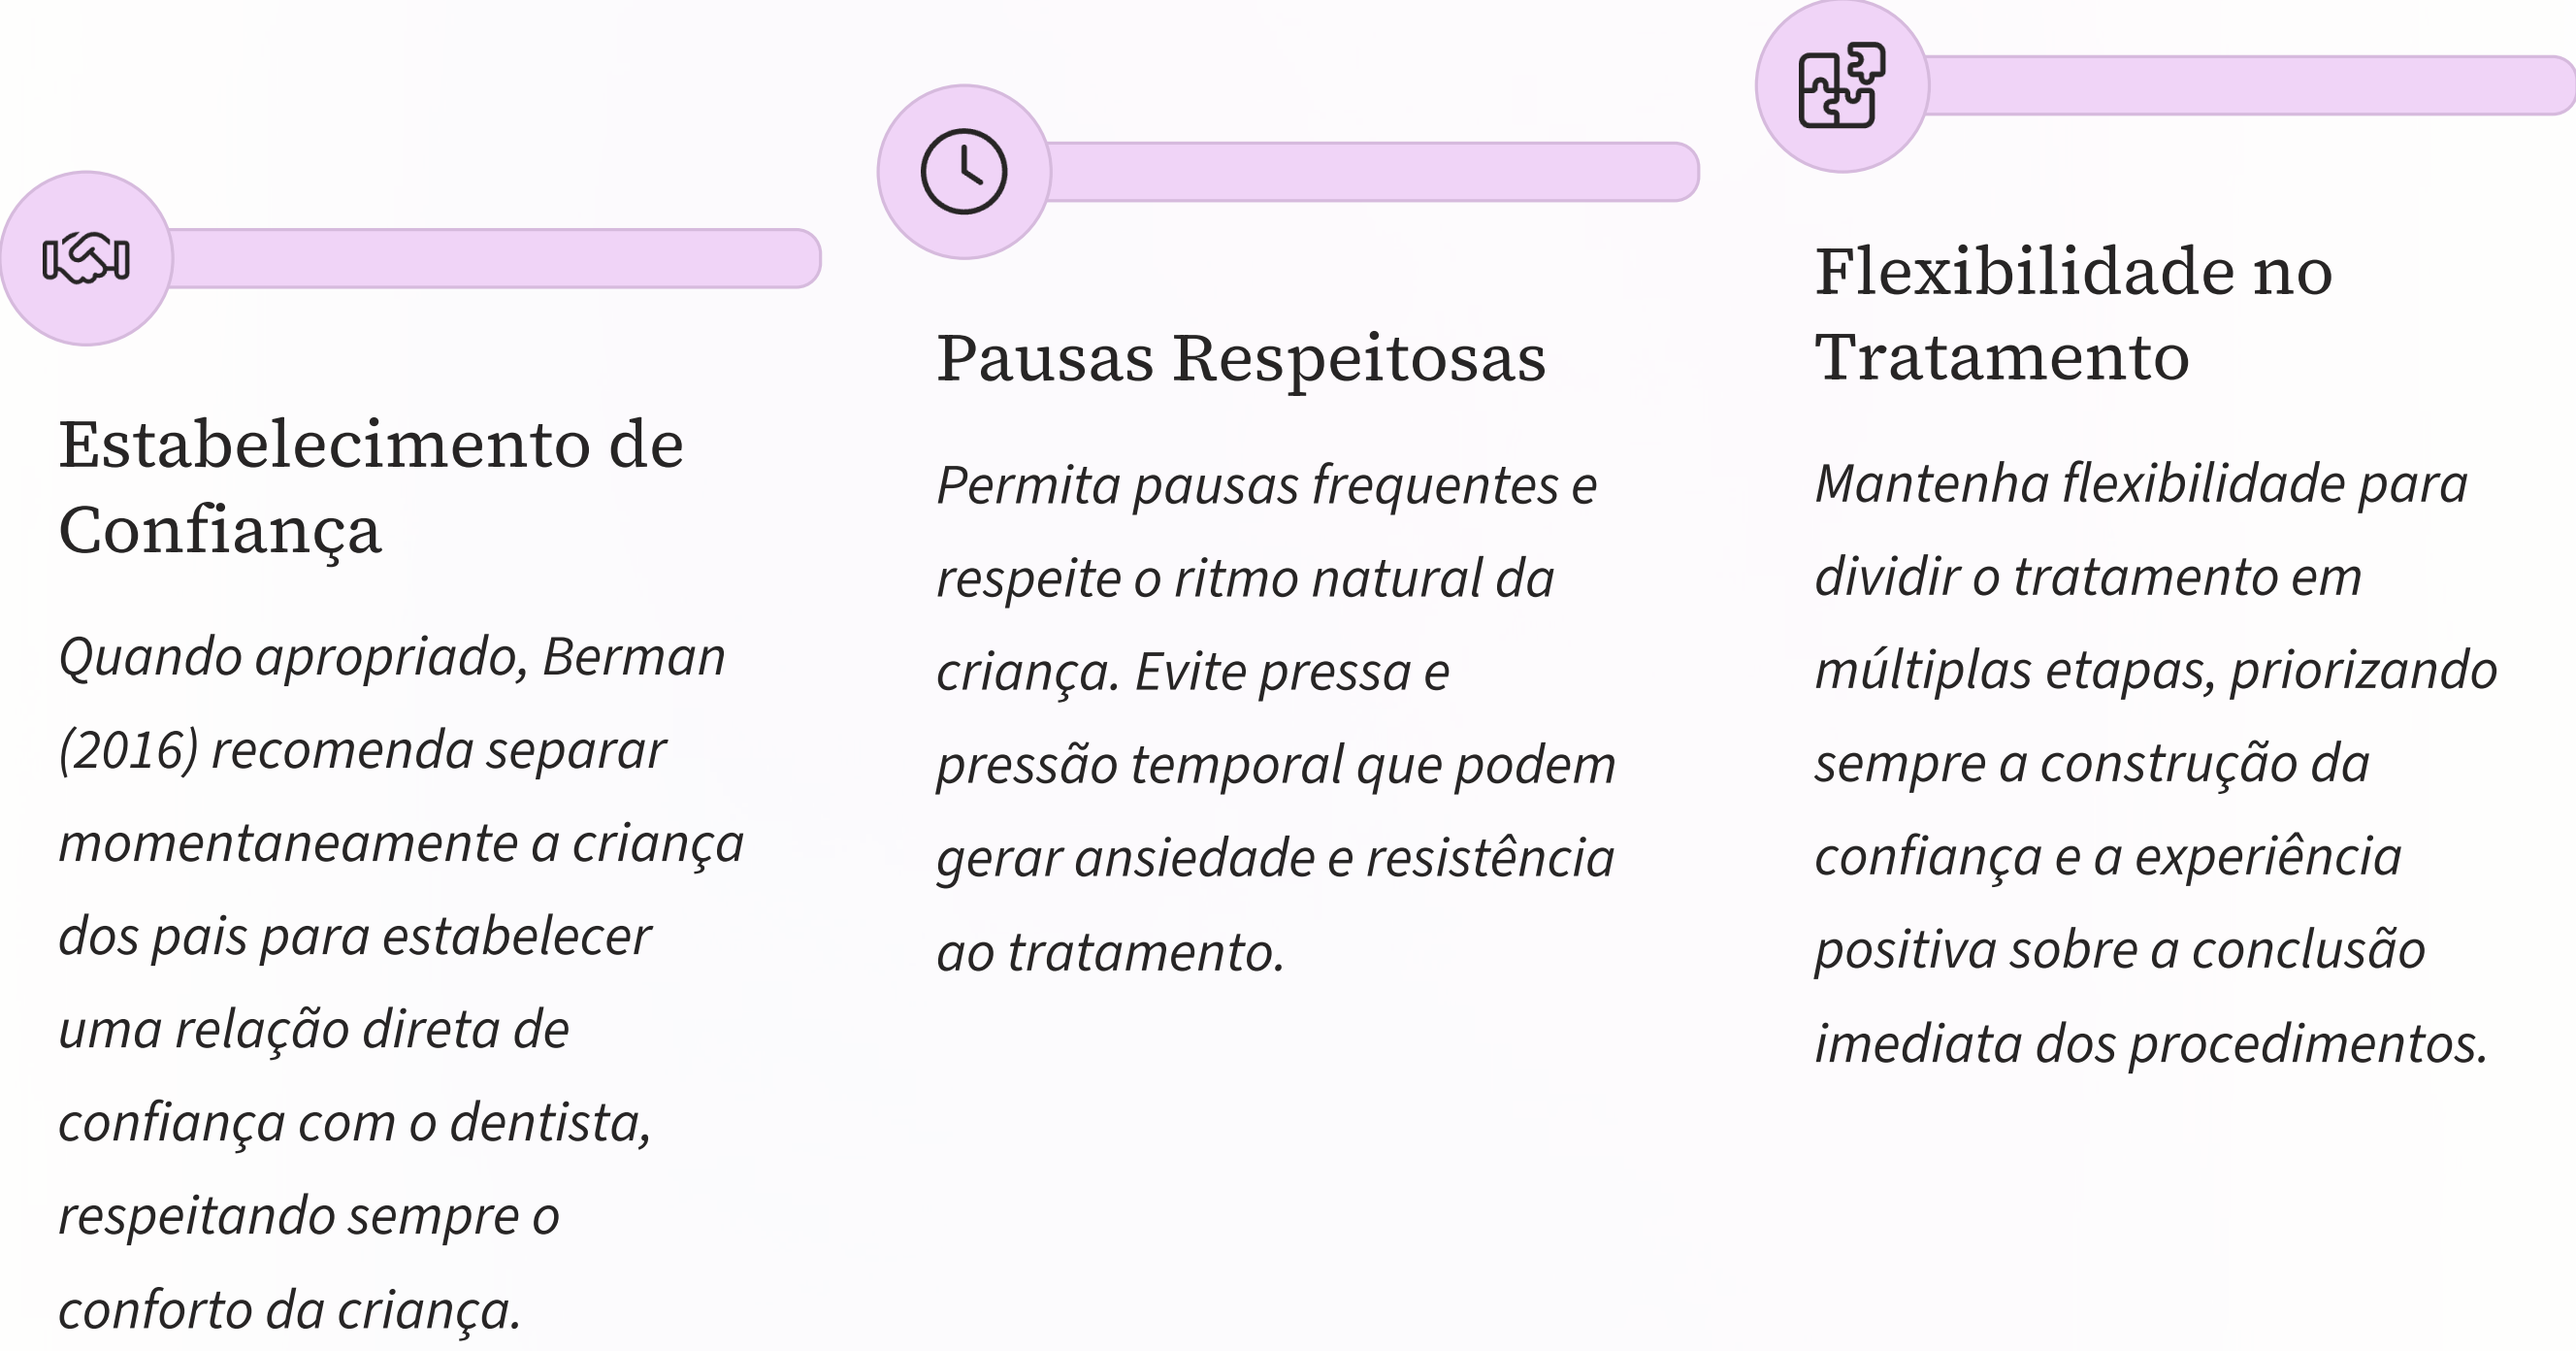 Estabelecimento de
Confiança
Quando apropriado, Berman
(2016) recomenda separar
momentaneamente a criança
dos pais para estabelecer
uma relação direta de
confiança com o dentista,
respeitando sempre o
conforto da criança.
Pausas Respeitosas
Permita pausas frequentes e
respeite o ritmo natural da
criança. Evite pressa e
pressão temporal que podem
gerar ansiedade e resistência
ao tratamento.
Flexibilidade no
Tratamento
Mantenha flexibilidade para
dividir o tratamento em
múltiplas etapas, priorizando
sempre a construção da
confiança e a experiência
positiva sobre a conclusão
imediata dos procedimentos.